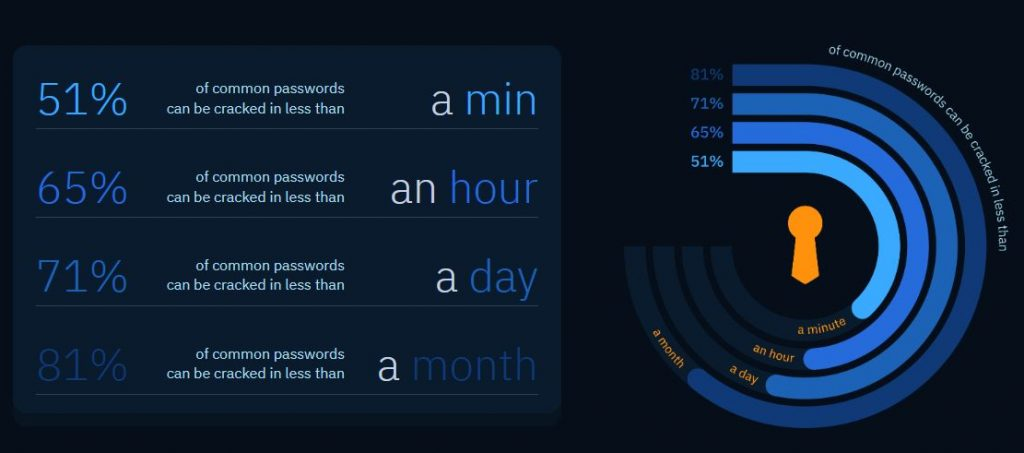 51% of common passwords
can be cracked in less than a min
65% of common passwords
can be cracked in less than an hour
71% of common passwords
can be cracked in less than a day
81% of common passwords
can be cracked in less than a month
of common passwords can be cracked in less than
81%
71%
65%
51%
a minute
an hour
a day
a month